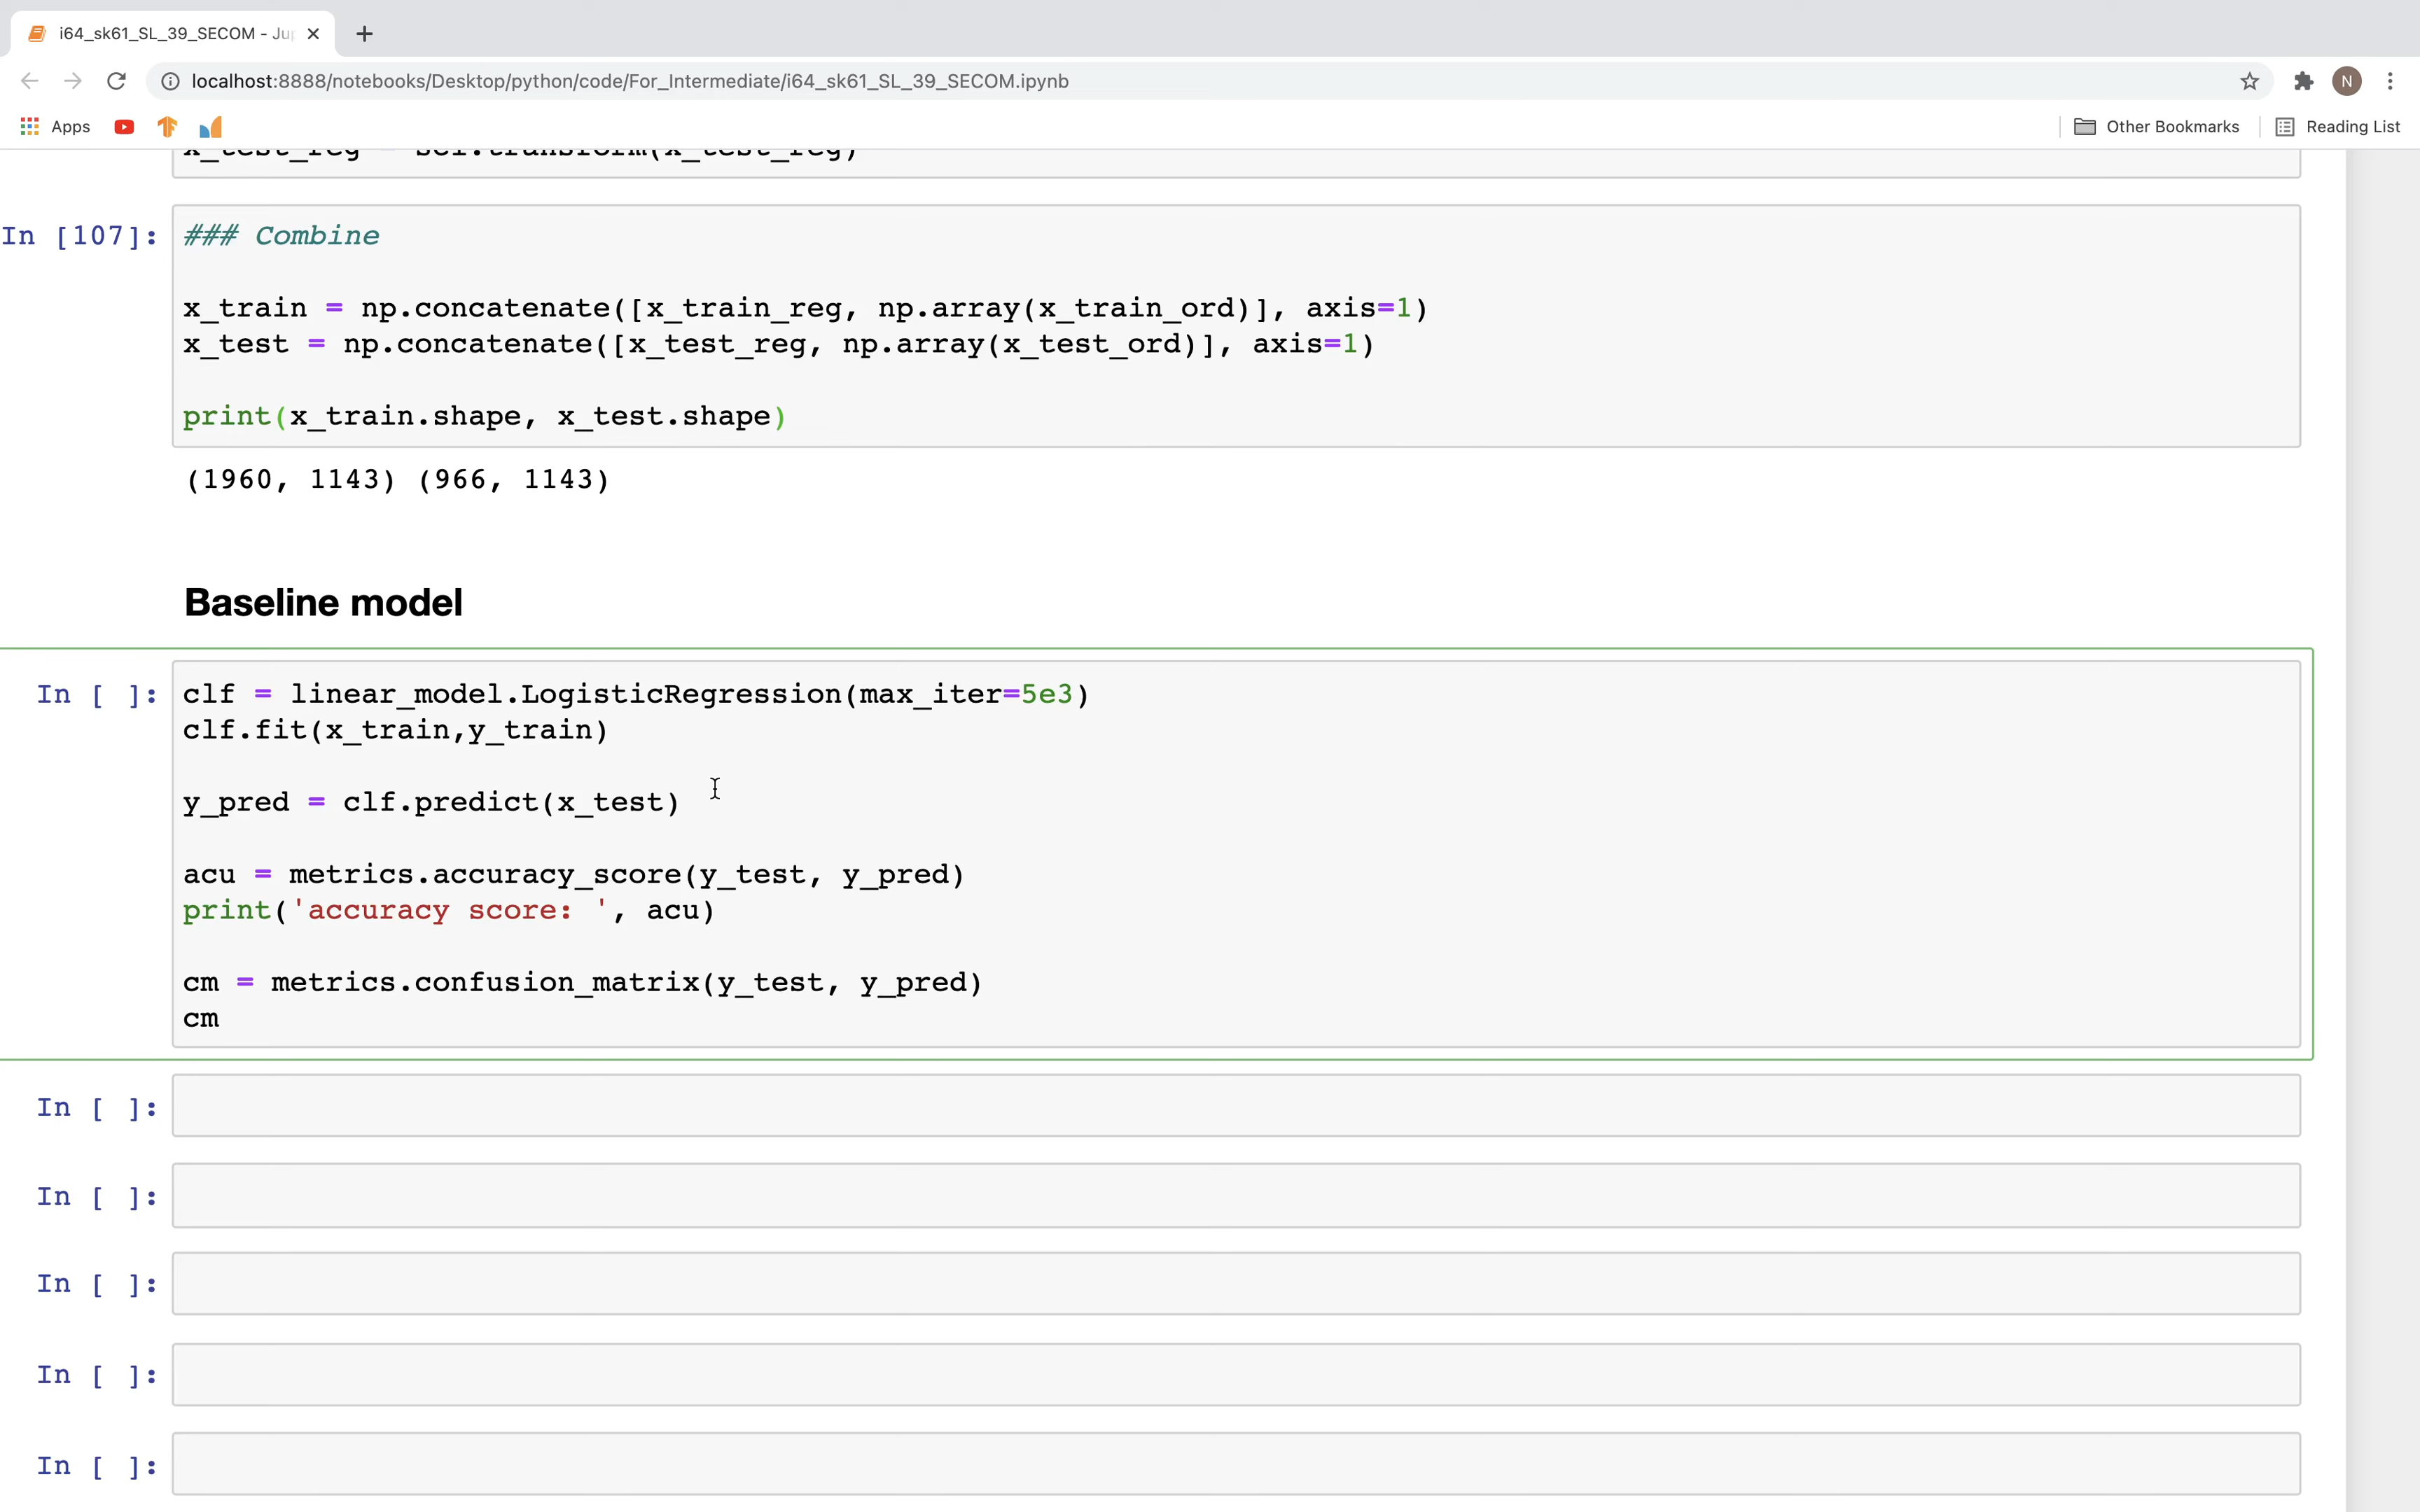 i64_sk61_SL_39_SECOM - Ju
localhost:8888/notebooks/Desktop/python/code/For_Intermediate/i64_sk61_SL_39_SECOM.ipynb
N
Apps
Other Bookmarks
Reading List
x_test_reg = scl.transform(x_test_reg)
In [107]:
### Combine
x_train = np.concatenate([x_train_reg, np.array(x_train_ord)], axis=1)
x_test = np.concatenate([x_test_reg, np.array(x_test_ord)], axis=1)
print(x_train.shape, x_test.shape)
(1960, 1143) (966, 1143)
Baseline model
In [ ]:
clf = linear_model.LogisticRegression(max_iter=5e3)
clf.fit(x_train,y_train)
y_pred = clf.predict(x_test)
acu = metrics.accuracy_score(y_test, y_pred)
print('accuracy score: ', acu)
cm = metrics.confusion_matrix(y_test, y_pred)
cm
In [ ]:
In [ ]:
In [ ]:
In [ ]:
In [ ]: